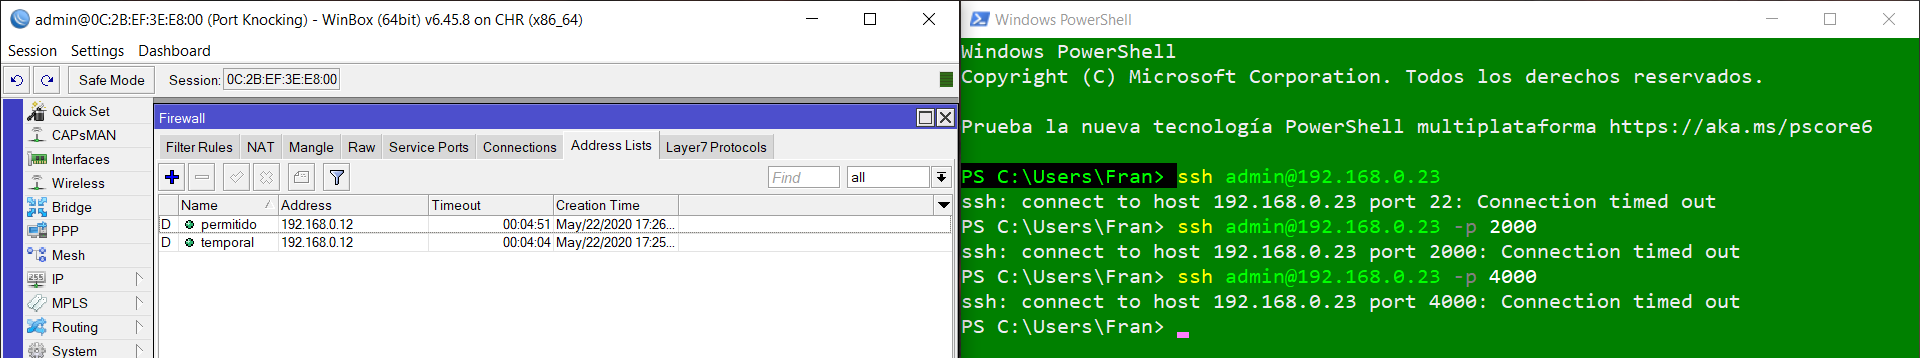 admin@0C:2B:EF:3E:E8:00 (Port Knocking) - WinBox (64bit) v6.45.8 on CHR (x86_64)
Session Settings Dashboard
Safe Mode Session: 0C:2B:EF:3E:E8:00
Quick Set
CAPsMAN
Interfaces
Wireless
Bridge
PPP
Mesh
IP
MPLS
Routing
System
Firewall
Filter Rules NAT Mangle Raw Service Ports Connections Address Lists Layer7 Protocols
Find all
Name Address Timeout Creation Time
D permitido 192.168.0.12 00:04:51 May/22/2020 17:26...
D temporal 192.168.0.12 00:04:04 May/22/2020 17:25...
Windows PowerShell
Windows PowerShell
Copyright (C) Microsoft Corporation. Todos los derechos reservados.
Prueba la nueva tecnología PowerShell multiplataforma https://aka.ms/pscore6
PS C:\Users\Fran> ssh admin@192.168.0.23
ssh: connect to host 192.168.0.23 port 22: Connection timed out
PS C:\Users\Fran> ssh admin@192.168.0.23 -p 2000
ssh: connect to host 192.168.0.23 port 2000: Connection timed out
PS C:\Users\Fran> ssh admin@192.168.0.23 -p 4000
ssh: connect to host 192.168.0.23 port 4000: Connection timed out
PS C:\Users\Fran>